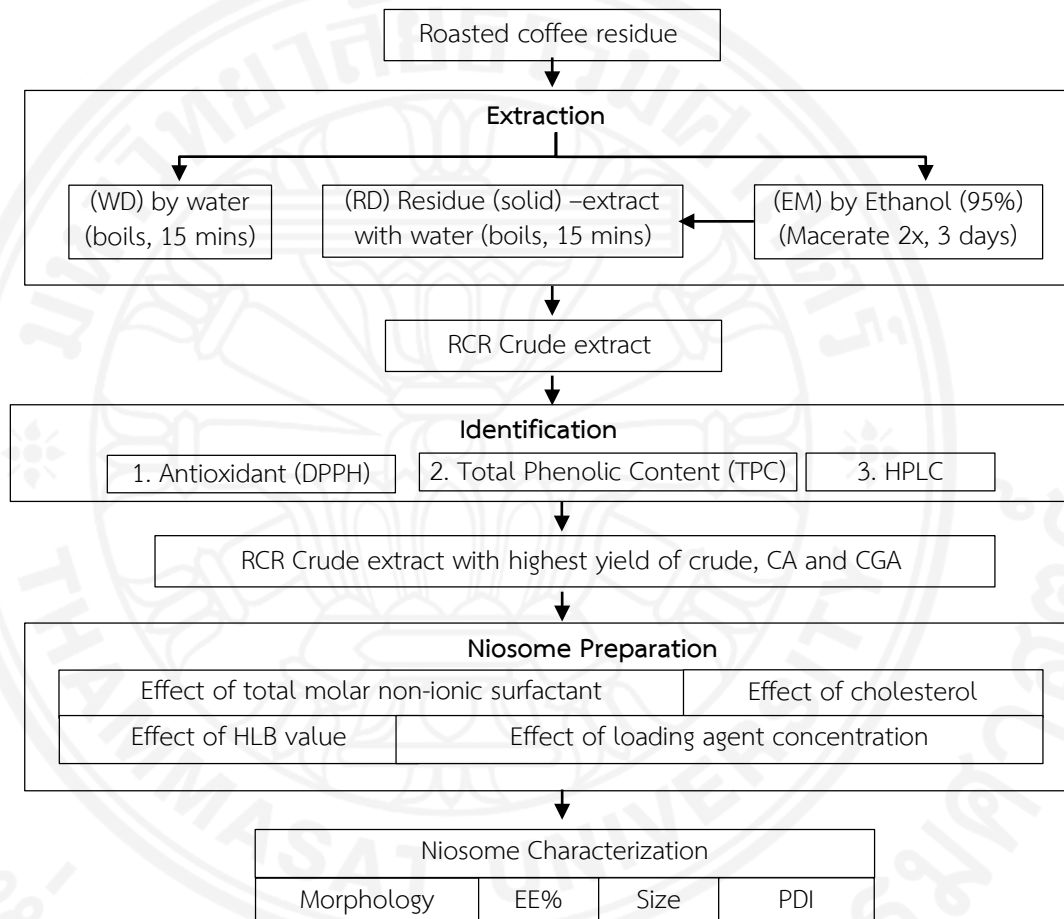 Roasted coffee residue
Extraction
(WD) by water
(boils, 15 mins)
(RD) Residue (solid) –extract
with water (boils, 15 mins)
(EM) by Ethanol (95%)
(Macerate 2x, 3 days)
RCR Crude extract
Identification
1. Antioxidant (DPPH)
2. Total Phenolic Content (TPC)
3. HPLC
RCR Crude extract with highest yield of crude, CA and CGA
Niosome Preparation
Effect of total molar non-ionic surfactant
Effect of cholesterol
Effect of HLB value
Effect of loading agent concentration
Niosome Characterization
Morphology
EE%
Size
PDI
THAMMASAT UNIVERSITY